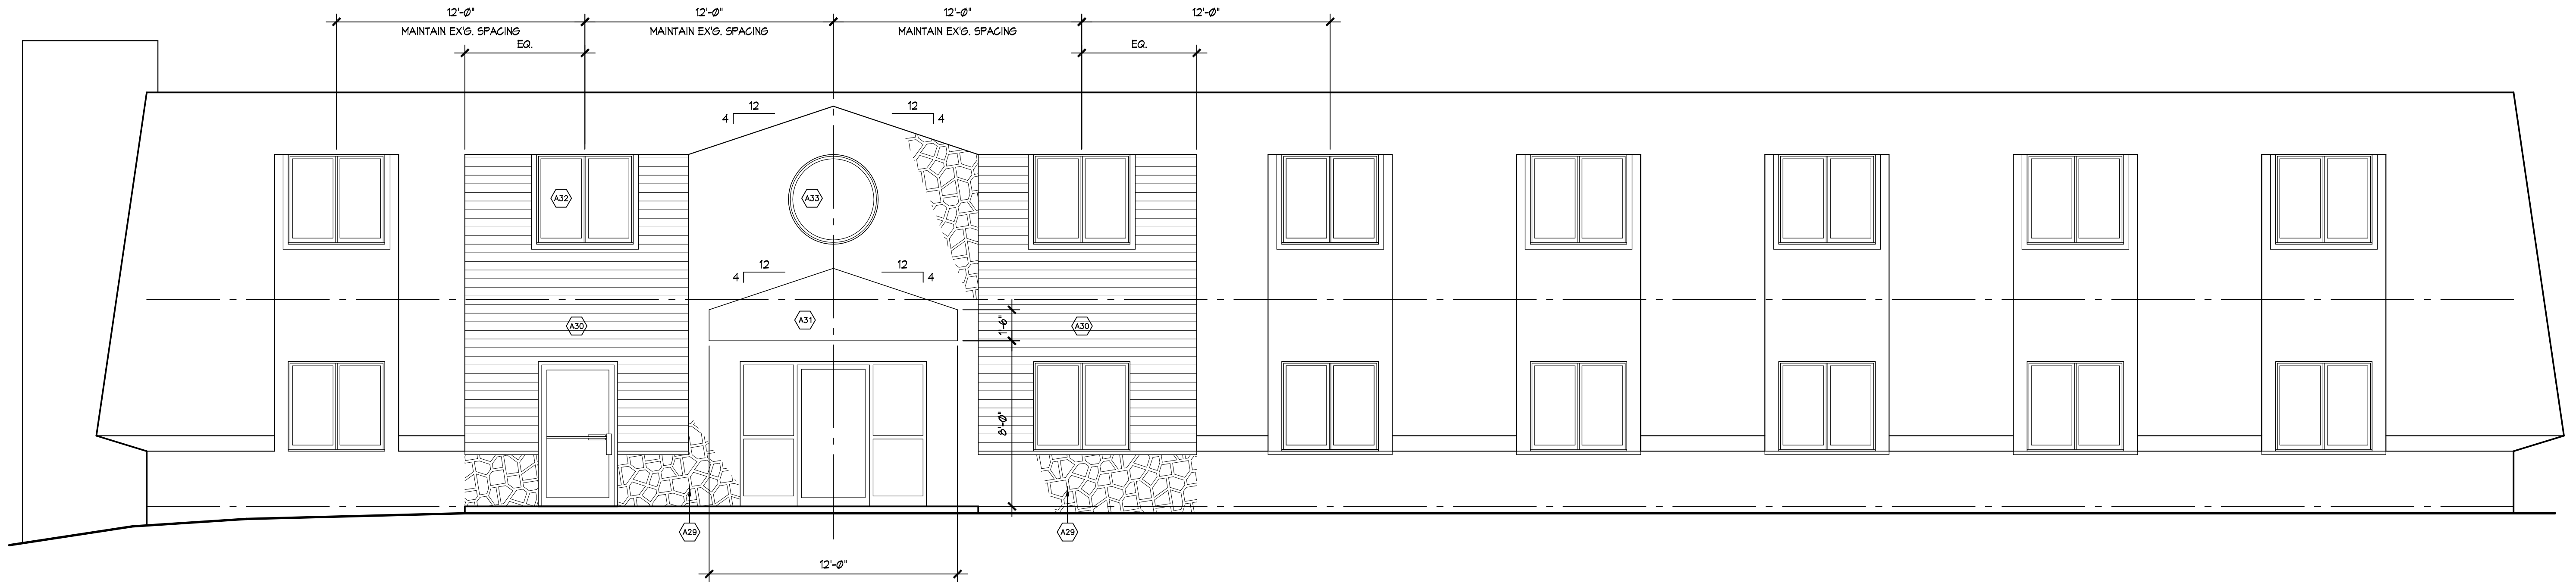 12'-0" 12'-0" 12'-0" 12'-0"
MAINTAIN EX'G. SPACING MAINTAIN EX'G. SPACING MAINTAIN EX'G. SPACING
EQ. EQ.
12 12
4 4
A32 A33
12 12
4 4
A30 A31 A30
1'-6"
8'-0"
A29 A29
12'-0"